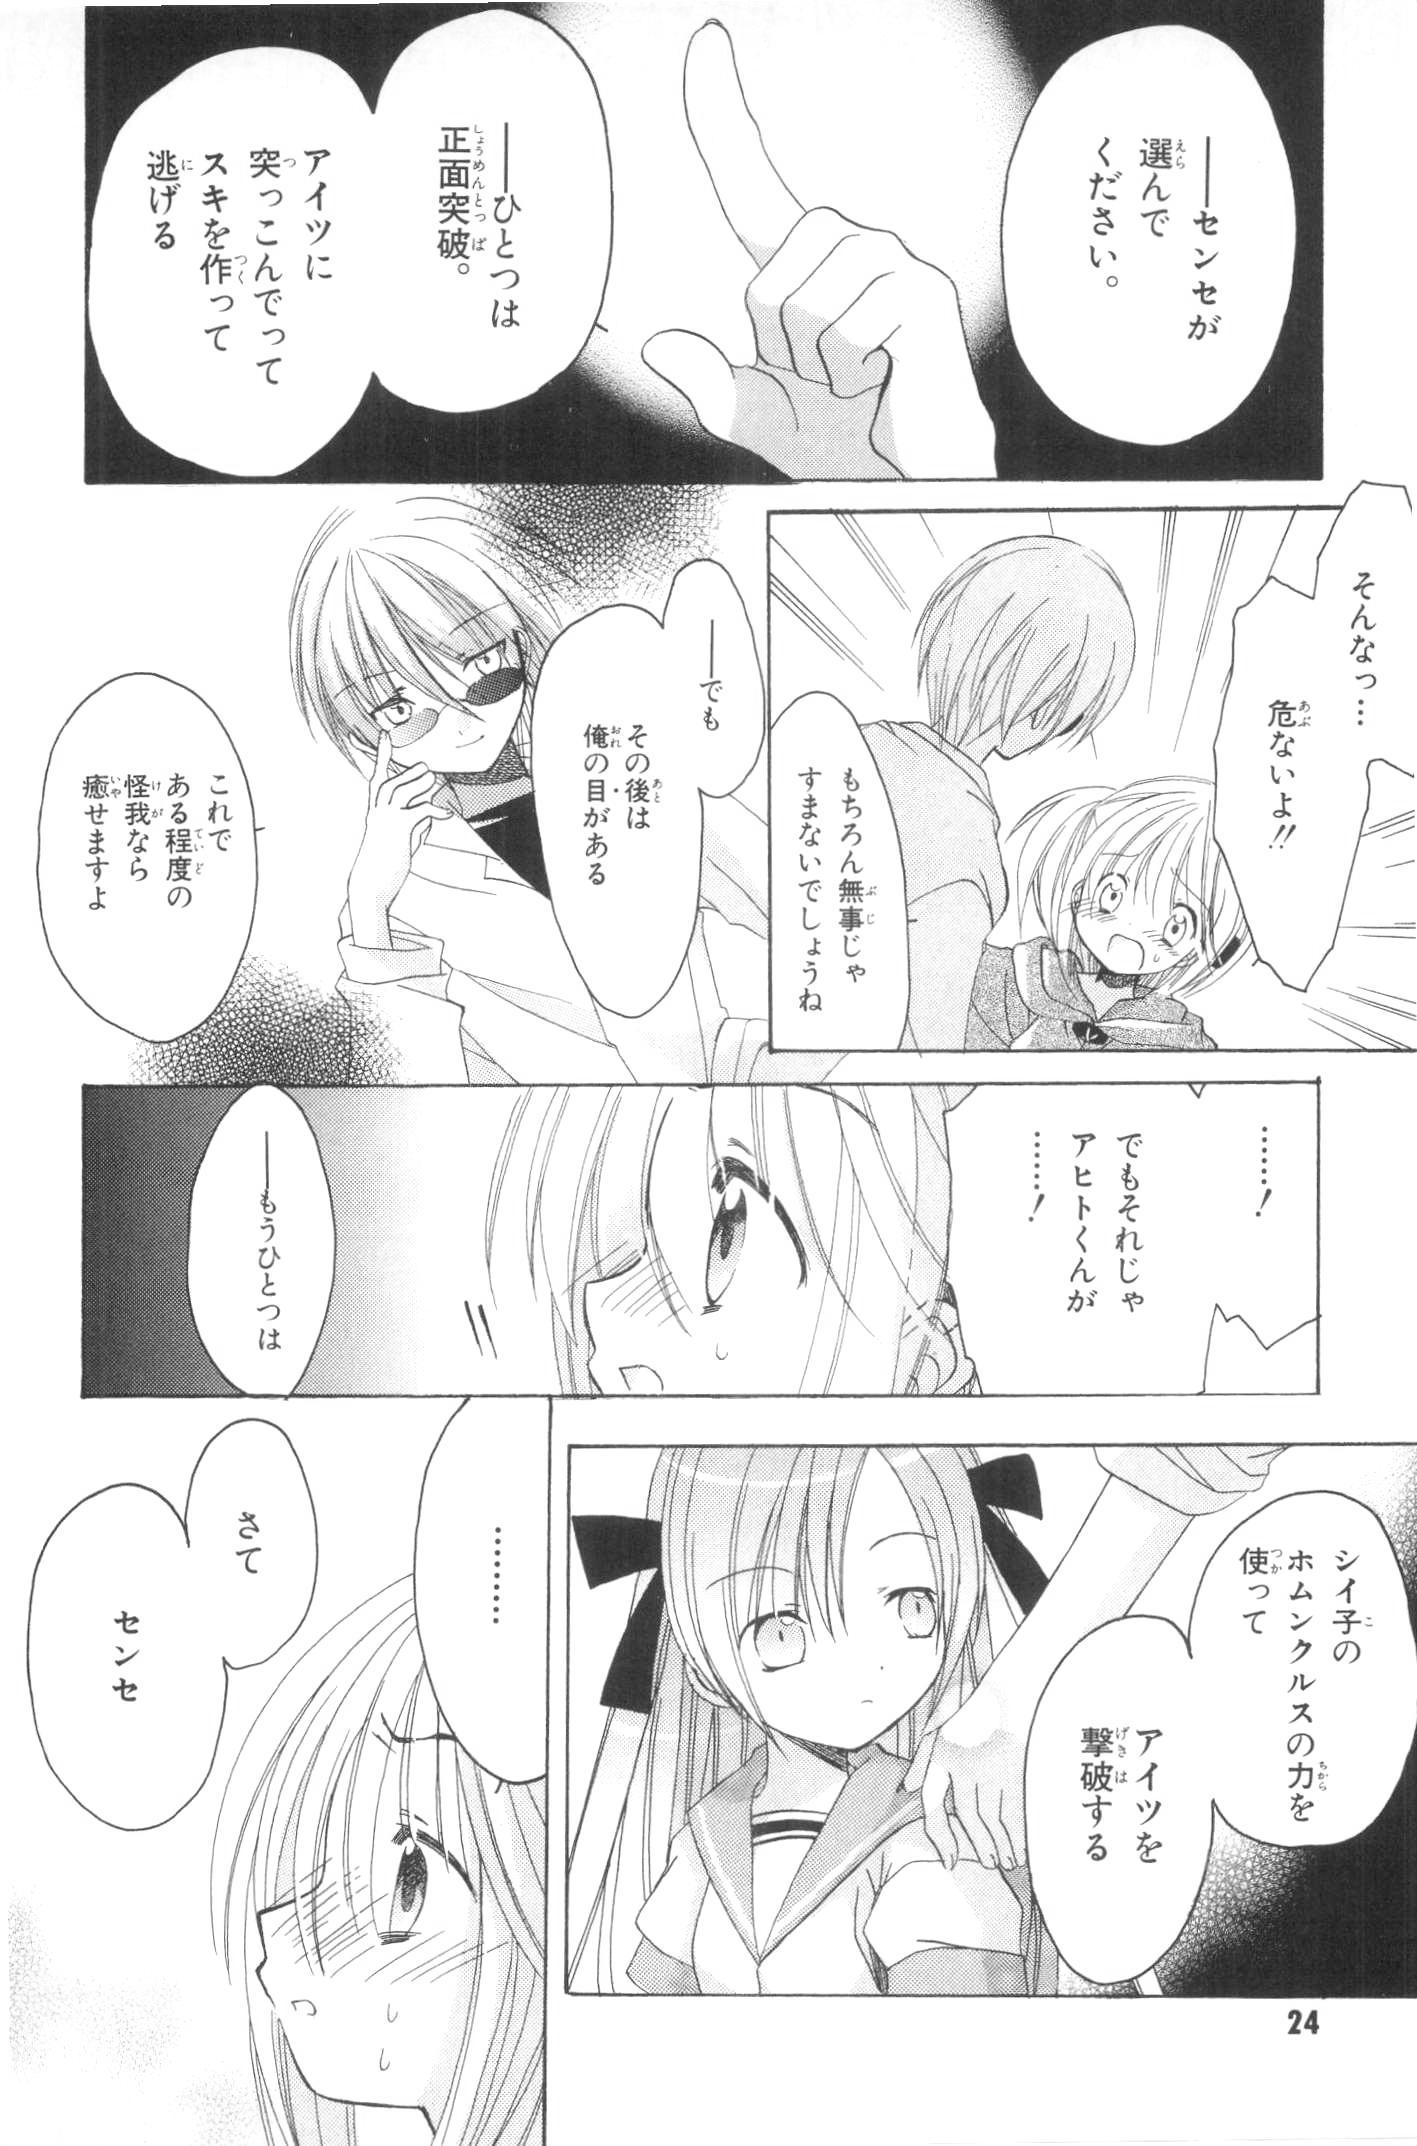 ――センセが
選んで
ください。
――ひとつは
正面突破。
アイツに
突っこんでって
スキを作って
逃げる
そんなっ…
危ないよ!!
もちろん無事じゃ
すまないでしょうね
――でも
その後は
俺の目がある
これで
ある程度の
怪我なら
癒せますよ
……!
でもそれじゃ
アヒトくんが
……!
――もうひとつは
シイ子の
ホムンクルスの力を
使って
アイツを
撃破する
………
さて
センセ
24